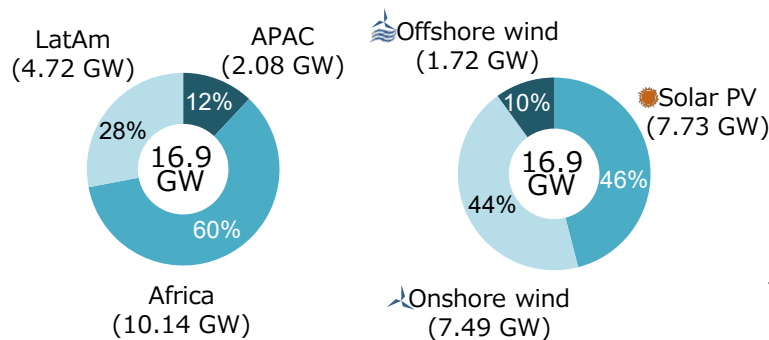 LatAm
(4.72 GW)
APAC
(2.08 GW)
12%
28%
16.9
GW
60%
Africa
(10.14 GW)
Offshore wind
(1.72 GW)
Solar PV
(7.73 GW)
10%
16.9
GW
46%
44%
Onshore wind
(7.49 GW)